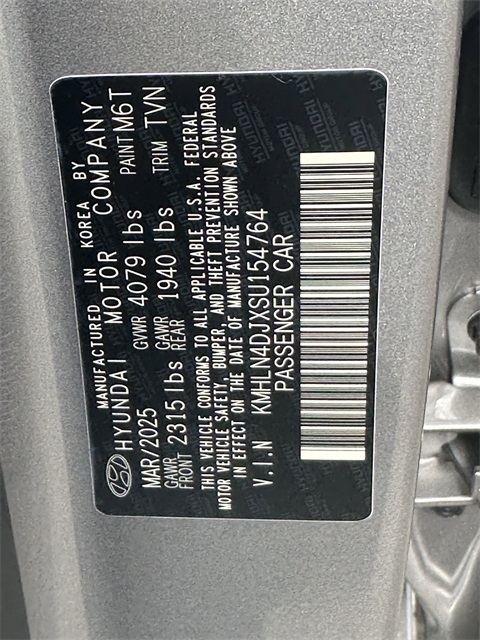 MANUFACTURED IN KOREA BY
HYUNDAI MOTOR COMPANY
MAR/2025 GVWR 4079 lbs PAINT M6T
GAWR FRONT 2315 lbs GAWR REAR 1940 lbs TRIM TVN
THIS VEHICLE CONFORMS TO ALL APPLICABLE U.S.A. FEDERAL
MOTOR VEHICLE SAFETY, BUMPER, AND THEFT PREVENTION STANDARDS
IN EFFECT ON THE DATE OF MANUFACTURE SHOWN ABOVE
V.I.N KMHLN4DJXSU154764
PASSENGER CAR